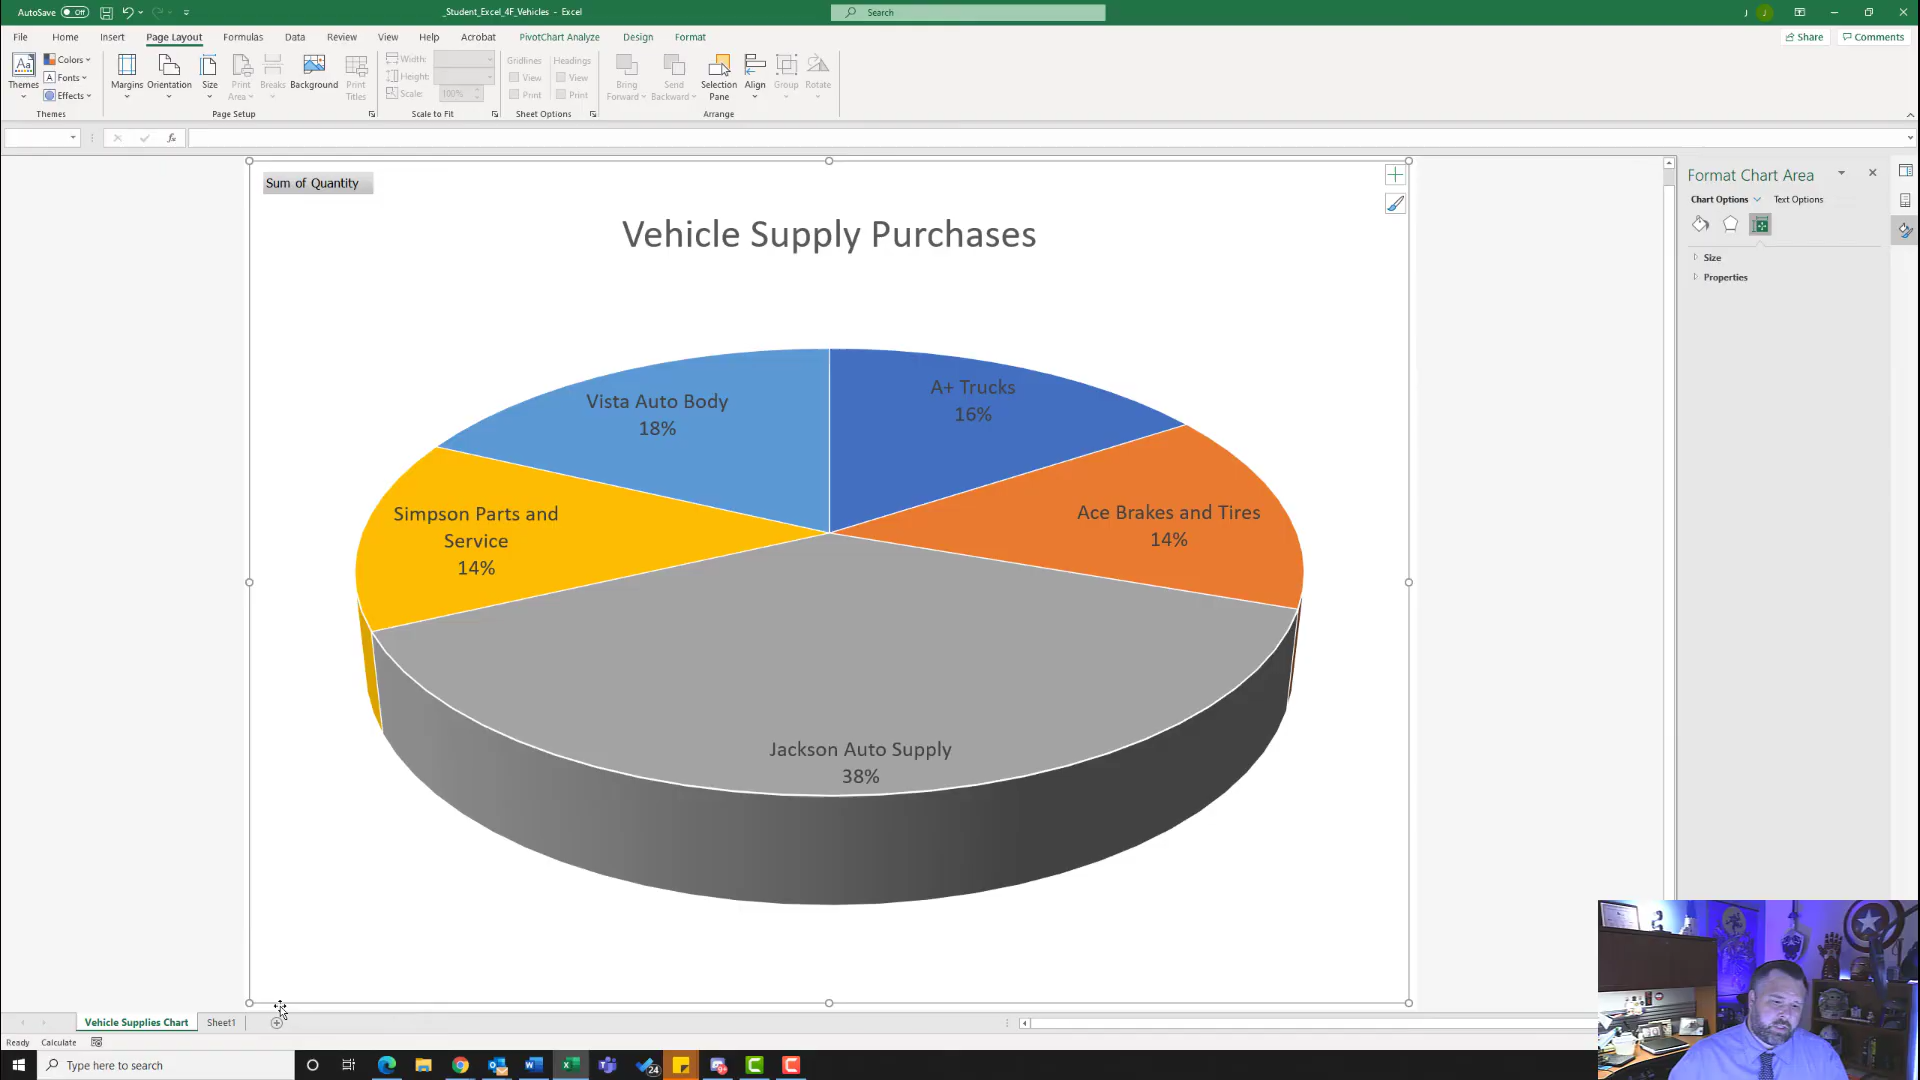 AutoSave Off
_Student_Excel_4F_Vehicles - Excel
Search
J
File Home Insert Page Layout Formulas Data Review View Help Acrobat PivotChart Analyze Design Format
Share
Comments
Aa
Themes
Colors
Fonts
Effects
Themes
Margins
Orientation
Size
Print Area
Breaks
Background
Print Titles
Page Setup
Width:
Height:
Scale: 100%
Scale to Fit
Gridlines
View
Print
Headings
View
Print
Sheet Options
Bring Forward
Send Backward
Selection Pane
Align
Group
Rotate
Arrange
fx
Sum of Quantity
Vehicle Supply Purchases
Vista Auto Body
18%
A+ Trucks
16%
Simpson Parts and
Service
14%
Ace Brakes and Tires
14%
Jackson Auto Supply
38%
Format Chart Area
Chart Options
Text Options
Size
Properties
Vehicle Supplies Chart
Sheet1
Ready
Calculate
Type here to search
24